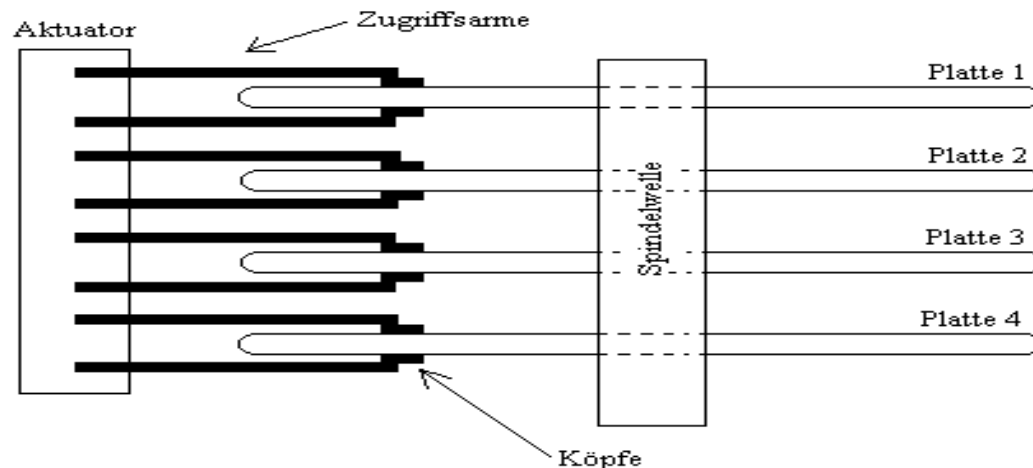 Zugriffsarme
Aktuator
Platte 1
Platte 2
Spindelwelle
Platte 3
Platte 4
Köpfe